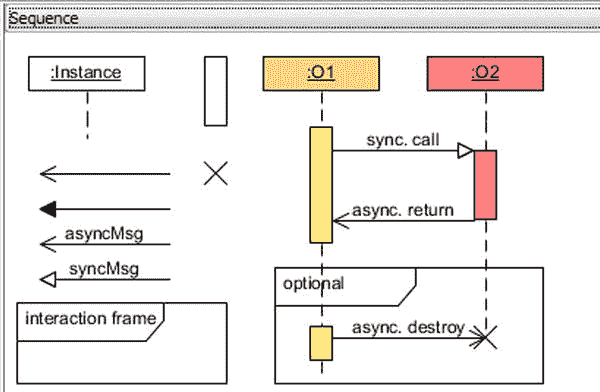 Sequence
:Instance
:O1
:O2
sync. call
async. return
asyncMsg
syncMsg
optional
interaction frame
async. destroy